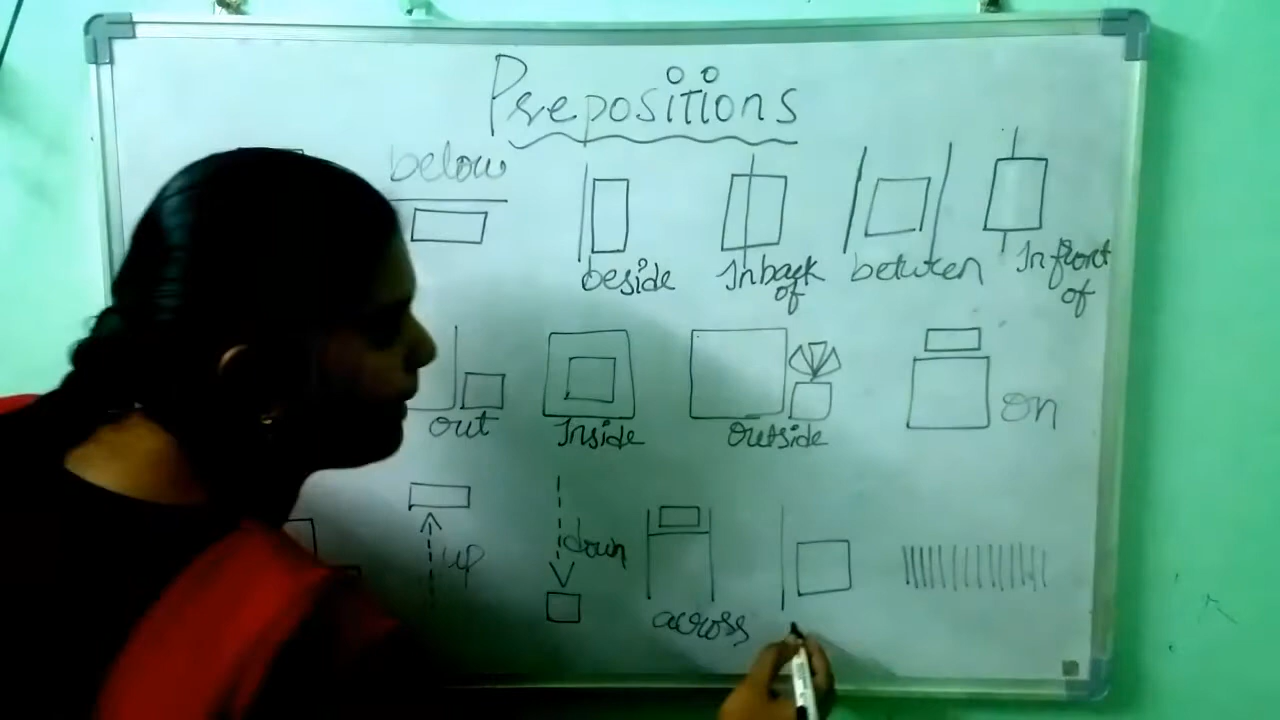 Prepositions
below
beside
In back of
between
In front of
out
Inside
Outside
on
up
down
across